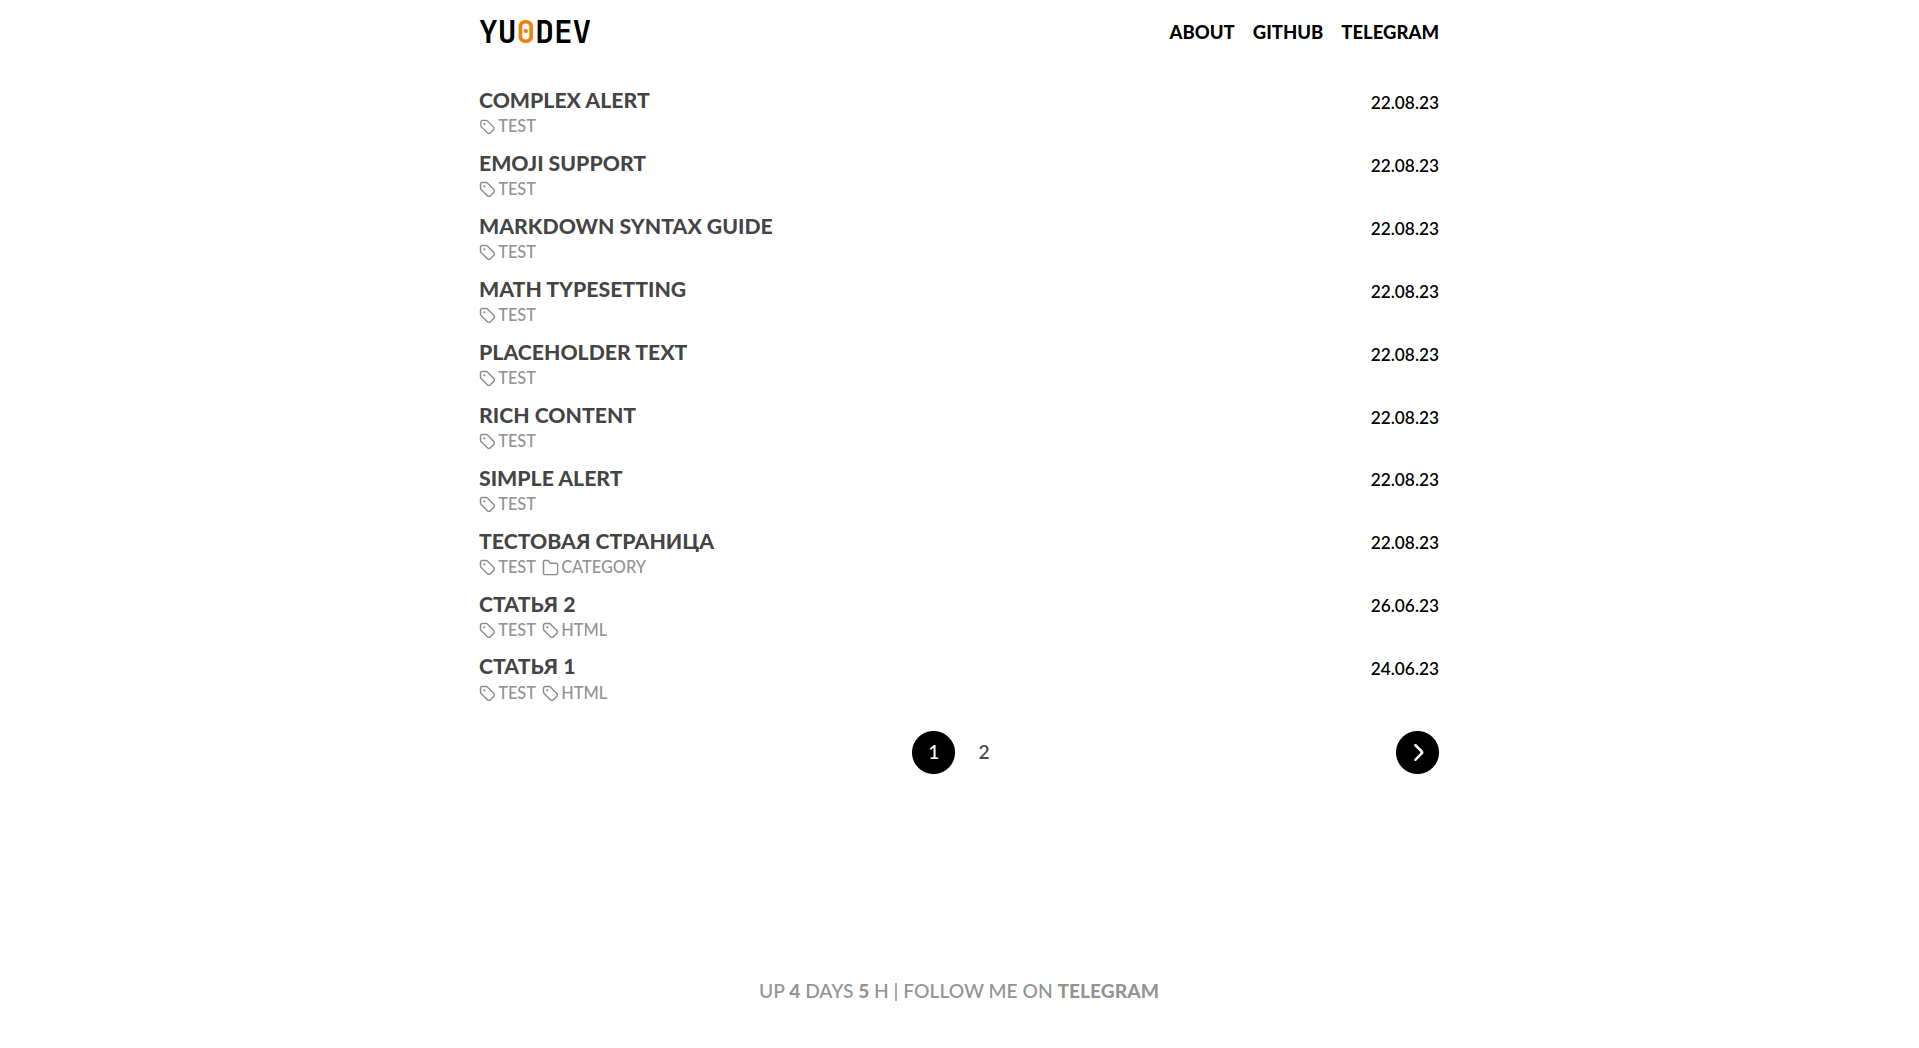 YU0DEV
ABOUT GITHUB TELEGRAM
COMPLEX ALERT 22.08.23
TEST
EMOJI SUPPORT 22.08.23
TEST
MARKDOWN SYNTAX GUIDE 22.08.23
TEST
MATH TYPESETTING 22.08.23
TEST
PLACEHOLDER TEXT 22.08.23
TEST
RICH CONTENT 22.08.23
TEST
SIMPLE ALERT 22.08.23
TEST
ТЕСТОВАЯ СТРАНИЦА 22.08.23
TEST CATEGORY
СТАТЬЯ 2 26.06.23
TEST HTML
СТАТЬЯ 1 24.06.23
TEST HTML
1 2
UP 4 DAYS 5 H | FOLLOW ME ON TELEGRAM